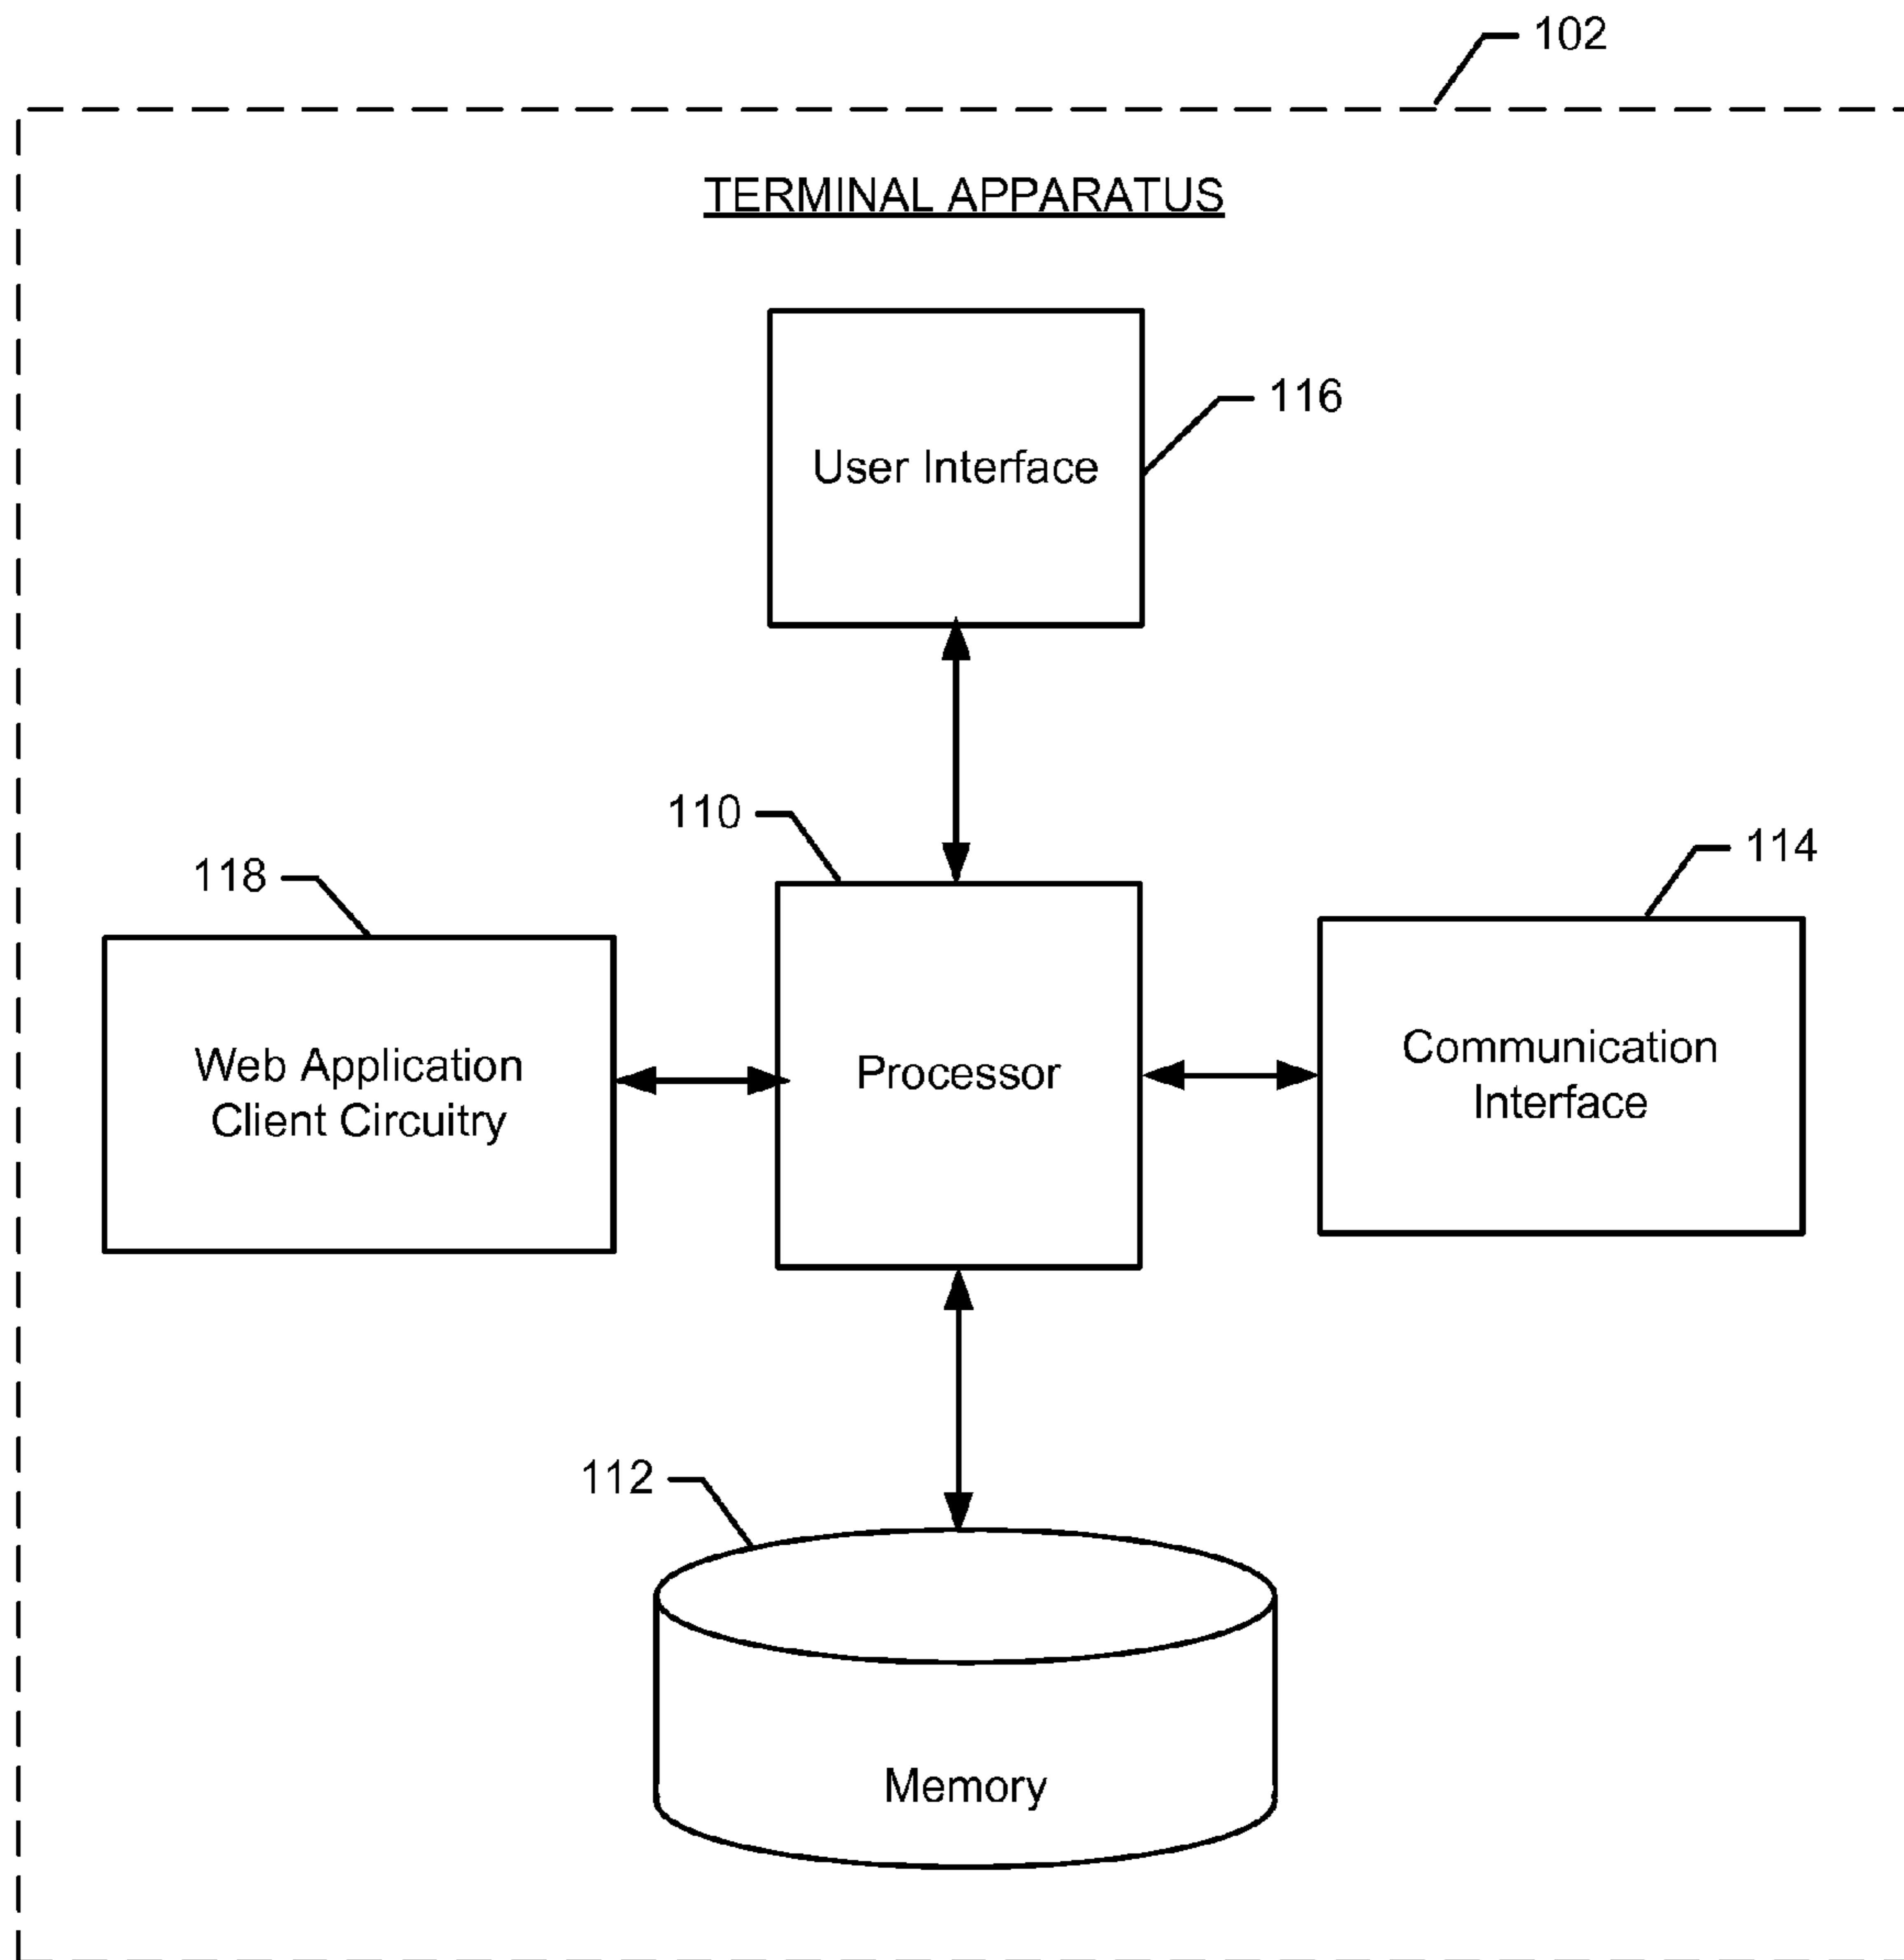 102
TERMINAL APPARATUS
116
User Interface
110
114
118
Web Application
Client Circuitry
Processor
Communication
Interface
112
Memory